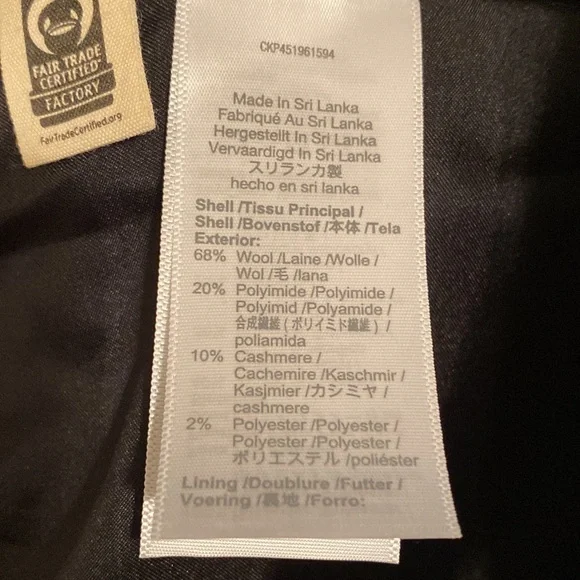 FAIR TRADE
CERTIFIED
FACTORY
FairTradeCertified.org
CKP451961594
Made In Sri Lanka
Fabriqué Au Sri Lanka
Hergestellt In Sri Lanka
Vervaardigd In Sri Lanka
スリランカ製
hecho en sri lanka
Shell /Tissu Principal /
Shell /Bovenstof /本体 /Tela
Exterior:
68% Wool /Laine /Wolle /
Wol /毛 /lana
20% Polyimide /Polyimide /
Polyimid /Polyamide /
合成繊維 ( ポリイミド繊維 ) /
poliamida
10% Cashmere /
Cachemire /Kaschmir /
Kasjmier /カシミヤ /
cashmere
2% Polyester /Polyester /
Polyester /Polyester /
ポリエステル /poliéster
Lining /Doublure /Futter /
Voering /裏地 /Forro: